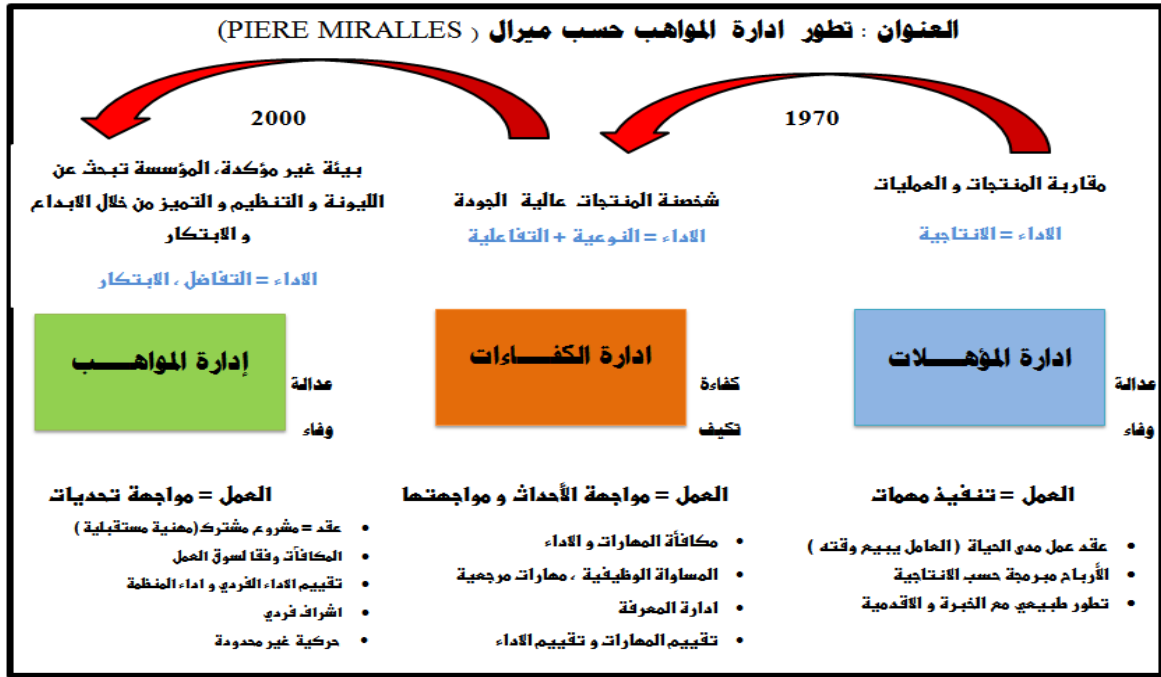 العنوان : تطور ادارة المواهب حسب ميرال ( PIERE MIRALLES)
1970
2000
مقاربة المنتجات و العمليات
الاداء = الانتاجية
شخصنة المنتجات عالية الجودة
الاداء = النوعية + التفاعلية
بيئة غير مؤكدة، المؤسسة تبحث عن
الليونة و التنظيم و التميز من خلال الابداع
و الابتكار
الاداء = التفاضل ، الابتكار
ادارة المؤهـــــلات
عدالة
وفاء
ادارة الكفـــــاءات
كفاءة
تكيف
إدارة المواهـــــب
عدالة
وفاء
العمل = تنفيذ مهمات
• عقد عمل مدى الحياة ( العامل يبيع وقته )
• الأرباح مبرمجة حسب الانتاجية
• تطور طبيعي مع الخبرة و الاقدمية
العمل = مواجهة الأحداث و مواجهتها
• مكافأة المهارات و الاداء
• المساواة الوظيفية ، مهارات مرجعية
• ادارة المعرفة
• تقييم المهارات و تقييم الاداء
العمل = مواجهة تحديات
• عقد = مشروع مشترك(مهنية مستقبلية )
• المكافآت وفقا لسوق العمل
• تقييم الاداء الفردي و اداء المنظمة
• اشراف فردي
• حركية غير محدودة